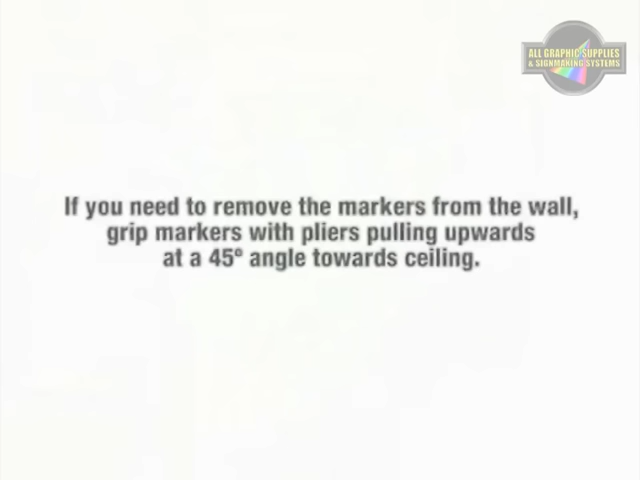 ALL GRAPHIC SUPPLIES
& SIGNMAKING SYSTEMS
If you need to remove the markers from the wall,
grip markers with pliers pulling upwards
at a 45º angle towards ceiling.